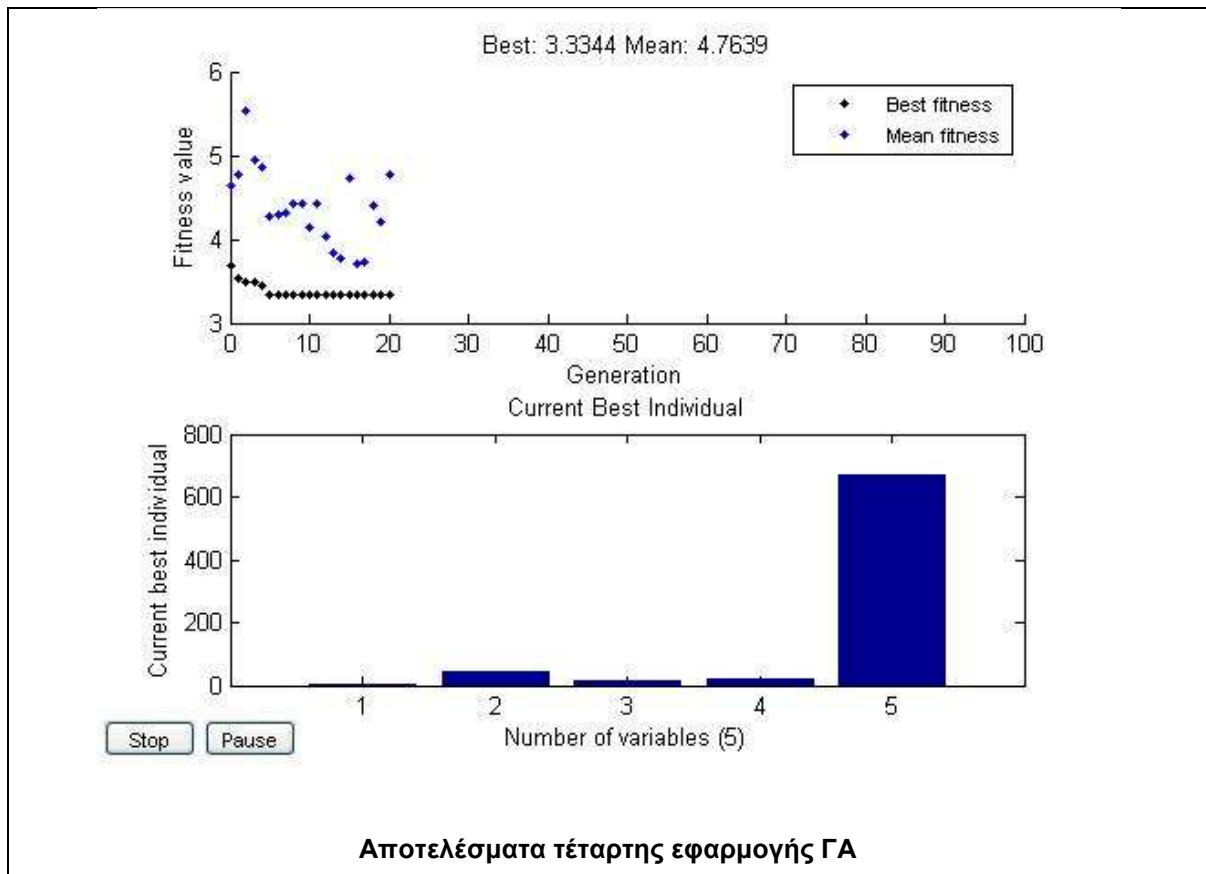 Best: 3.3344 Mean: 4.7639
6
5
4
3
Fitness value
Best fitness
Mean fitness
0 10 20 30 40 50 60 70 80 90 100
Generation
Current Best Individual
800
600
400
200
0
Current best individual
1 2 3 4 5
Number of variables (5)
Stop Pause
Αποτελέσματα τέταρτης εφαρμογής ΓΑ